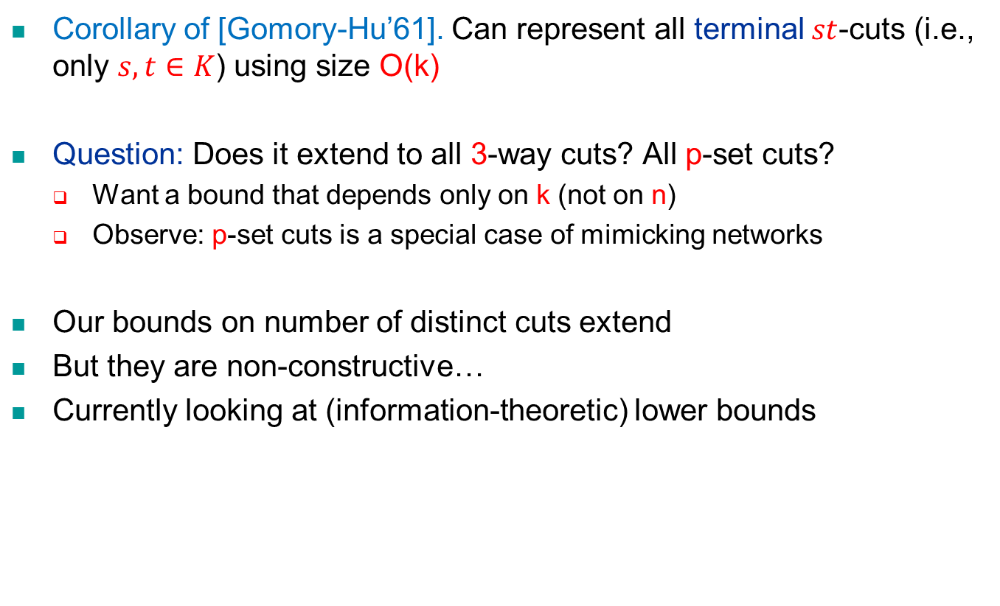 Corollary of [Gomory-Hu’61]. Can represent all terminal st-cuts (i.e.,
only s, t ∈ K) using size O(k)
Question: Does it extend to all 3-way cuts? All p-set cuts?
Want a bound that depends only on k (not on n)
Observe: p-set cuts is a special case of mimicking networks
Our bounds on number of distinct cuts extend
But they are non-constructive…
Currently looking at (information-theoretic) lower bounds